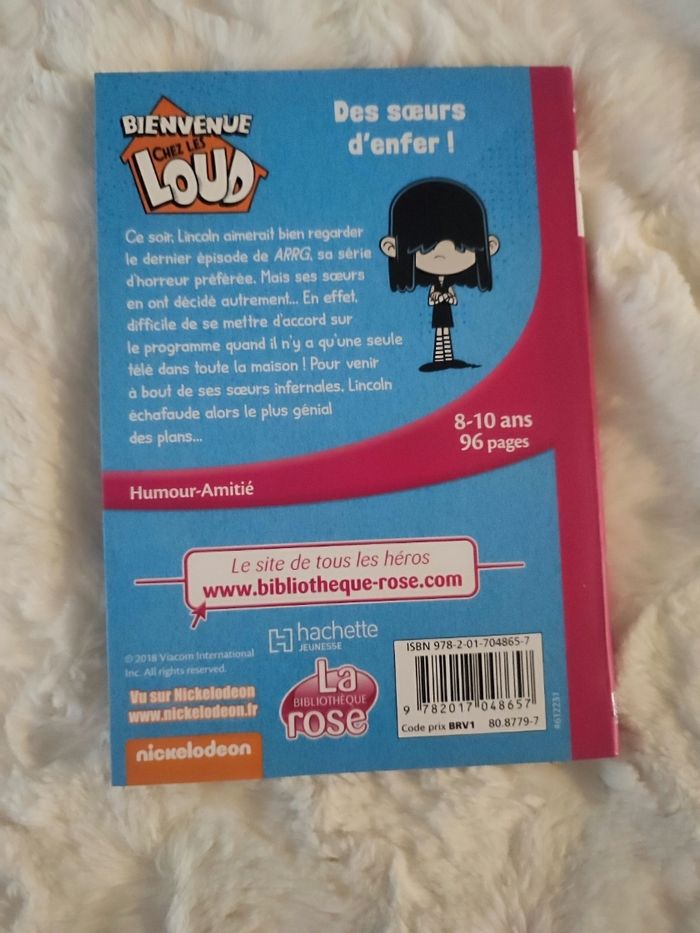 BIENVENUE
CHEZ LES
LOUD
Des sœurs
d'enfer !
Ce soir, Lincoln aimerait bien regarder
le dernier épisode de ARRG, sa série
d'horreur préférée. Mais ses sœurs
en ont décidé autrement... En effet,
difficile de se mettre d'accord sur
le programme quand il n'y a qu'une seule
télé dans toute la maison ! Pour venir
à bout de ses sœurs infernales, Lincoln
échafaude alors le plus génial
des plans...
8-10 ans
96 pages
Humour-Amitié
Le site de tous les héros
www.bibliotheque-rose.com
hachette
JEUNESSE
© 2018 Viacom International
Inc. All rights reserved.
Vu sur Nickelodeon
www.nickelodeon.fr
nickelodeon
La
BIBLIOTHÈQUE
rose
ISBN 978-2-01-704865-7
9 782017 048657
Code prix BRV1 80.8779-7
#612231